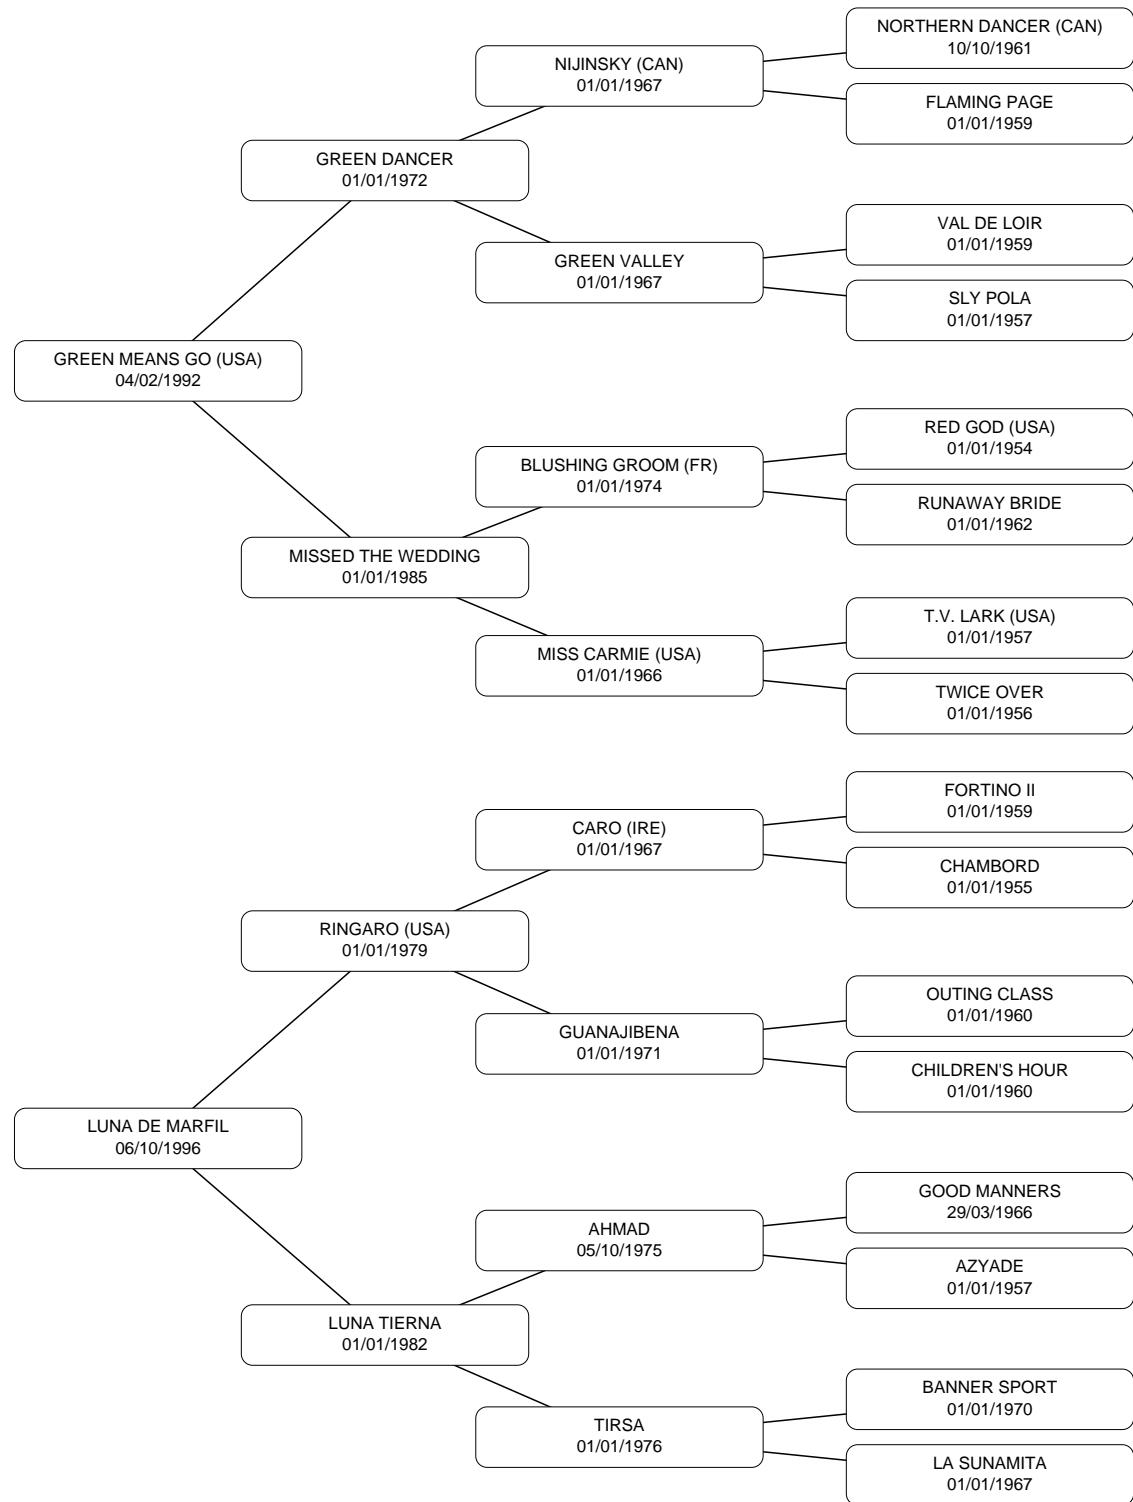 NORTHERN DANCER (CAN)
10/10/1961
NIJINSKY (CAN)
01/01/1967
FLAMING PAGE
01/01/1959
GREEN DANCER
01/01/1972
VAL DE LOIR
01/01/1959
GREEN VALLEY
01/01/1967
SLY POLA
01/01/1957
GREEN MEANS GO (USA)
04/02/1992
RED GOD (USA)
01/01/1954
BLUSHING GROOM (FR)
01/01/1974
RUNAWAY BRIDE
01/01/1962
MISSED THE WEDDING
01/01/1985
T.V. LARK (USA)
01/01/1957
MISS CARMIE (USA)
01/01/1966
TWICE OVER
01/01/1956
FORTINO II
01/01/1959
CARO (IRE)
01/01/1967
CHAMBORD
01/01/1955
RINGARO (USA)
01/01/1979
OUTING CLASS
01/01/1960
GUANAJIBENA
01/01/1971
CHILDREN'S HOUR
01/01/1960
LUNA DE MARFIL
06/10/1996
GOOD MANNERS
29/03/1966
AHMAD
05/10/1975
AZYADE
01/01/1957
LUNA TIERNA
01/01/1982
BANNER SPORT
01/01/1970
TIRSA
01/01/1976
LA SUNAMITA
01/01/1967